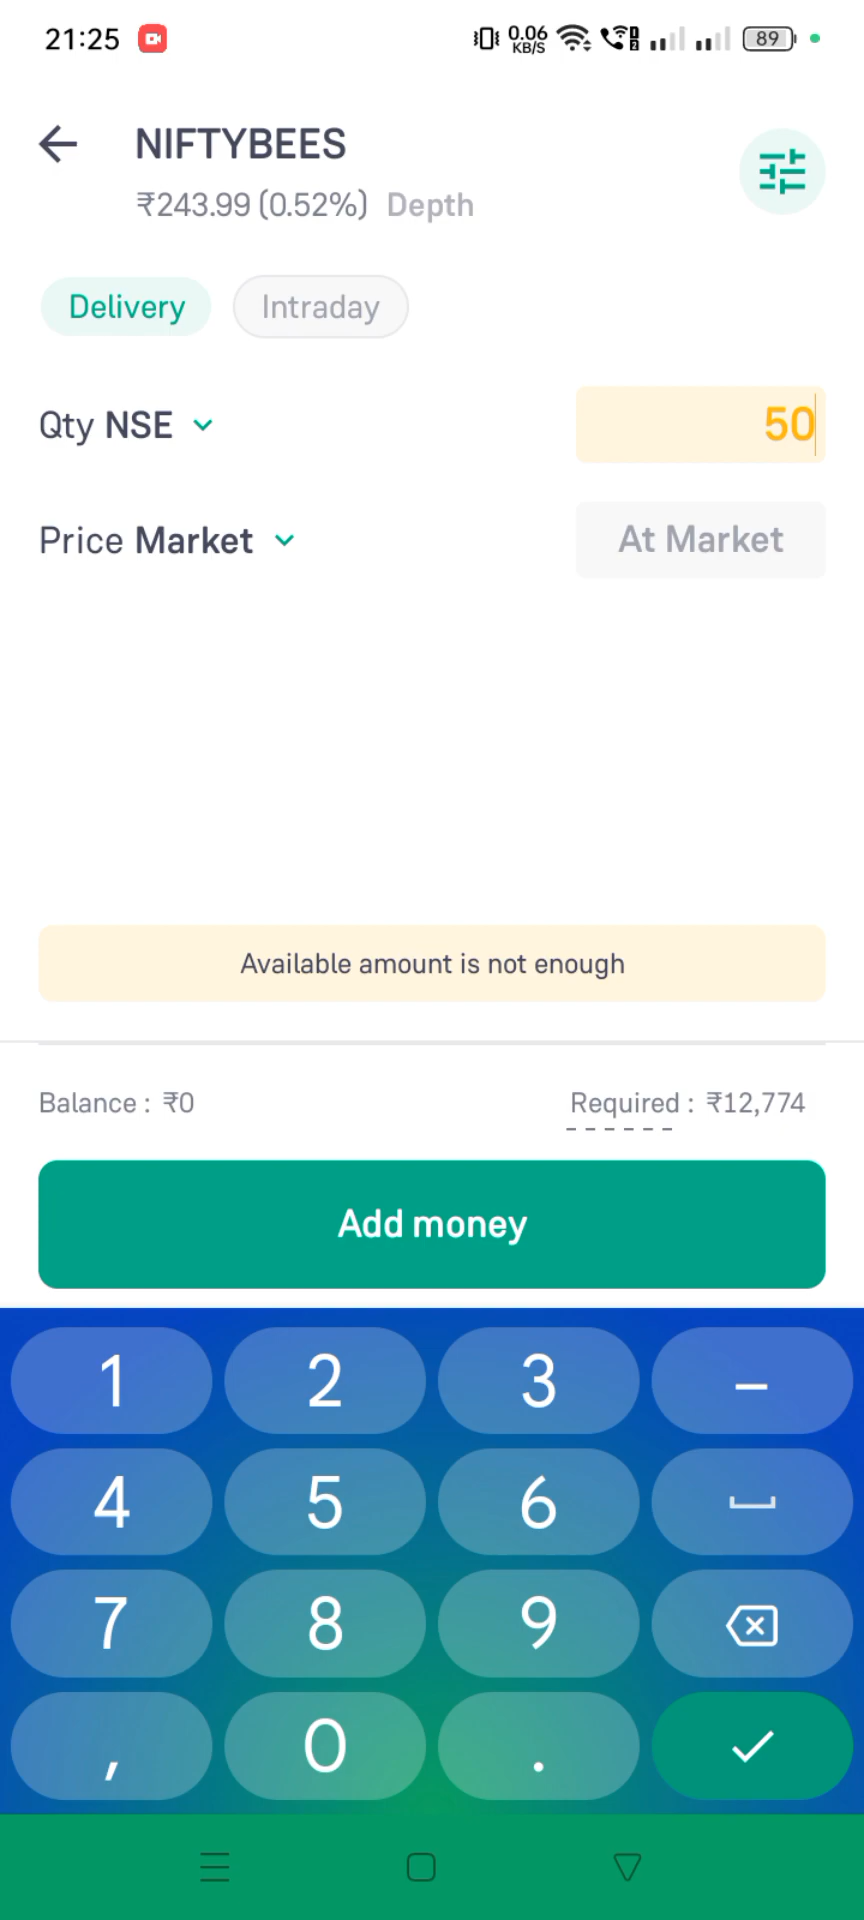 21:25 0.06 KB/S 89
NIFTYBEES
₹243.99 (0.52%) Depth
Delivery Intraday
Qty NSE 50
Price Market At Market
Available amount is not enough
Balance : ₹0 Required : ₹12,774
Add money
1 2 3 –
4 5 6
7 8 9
, 0 .